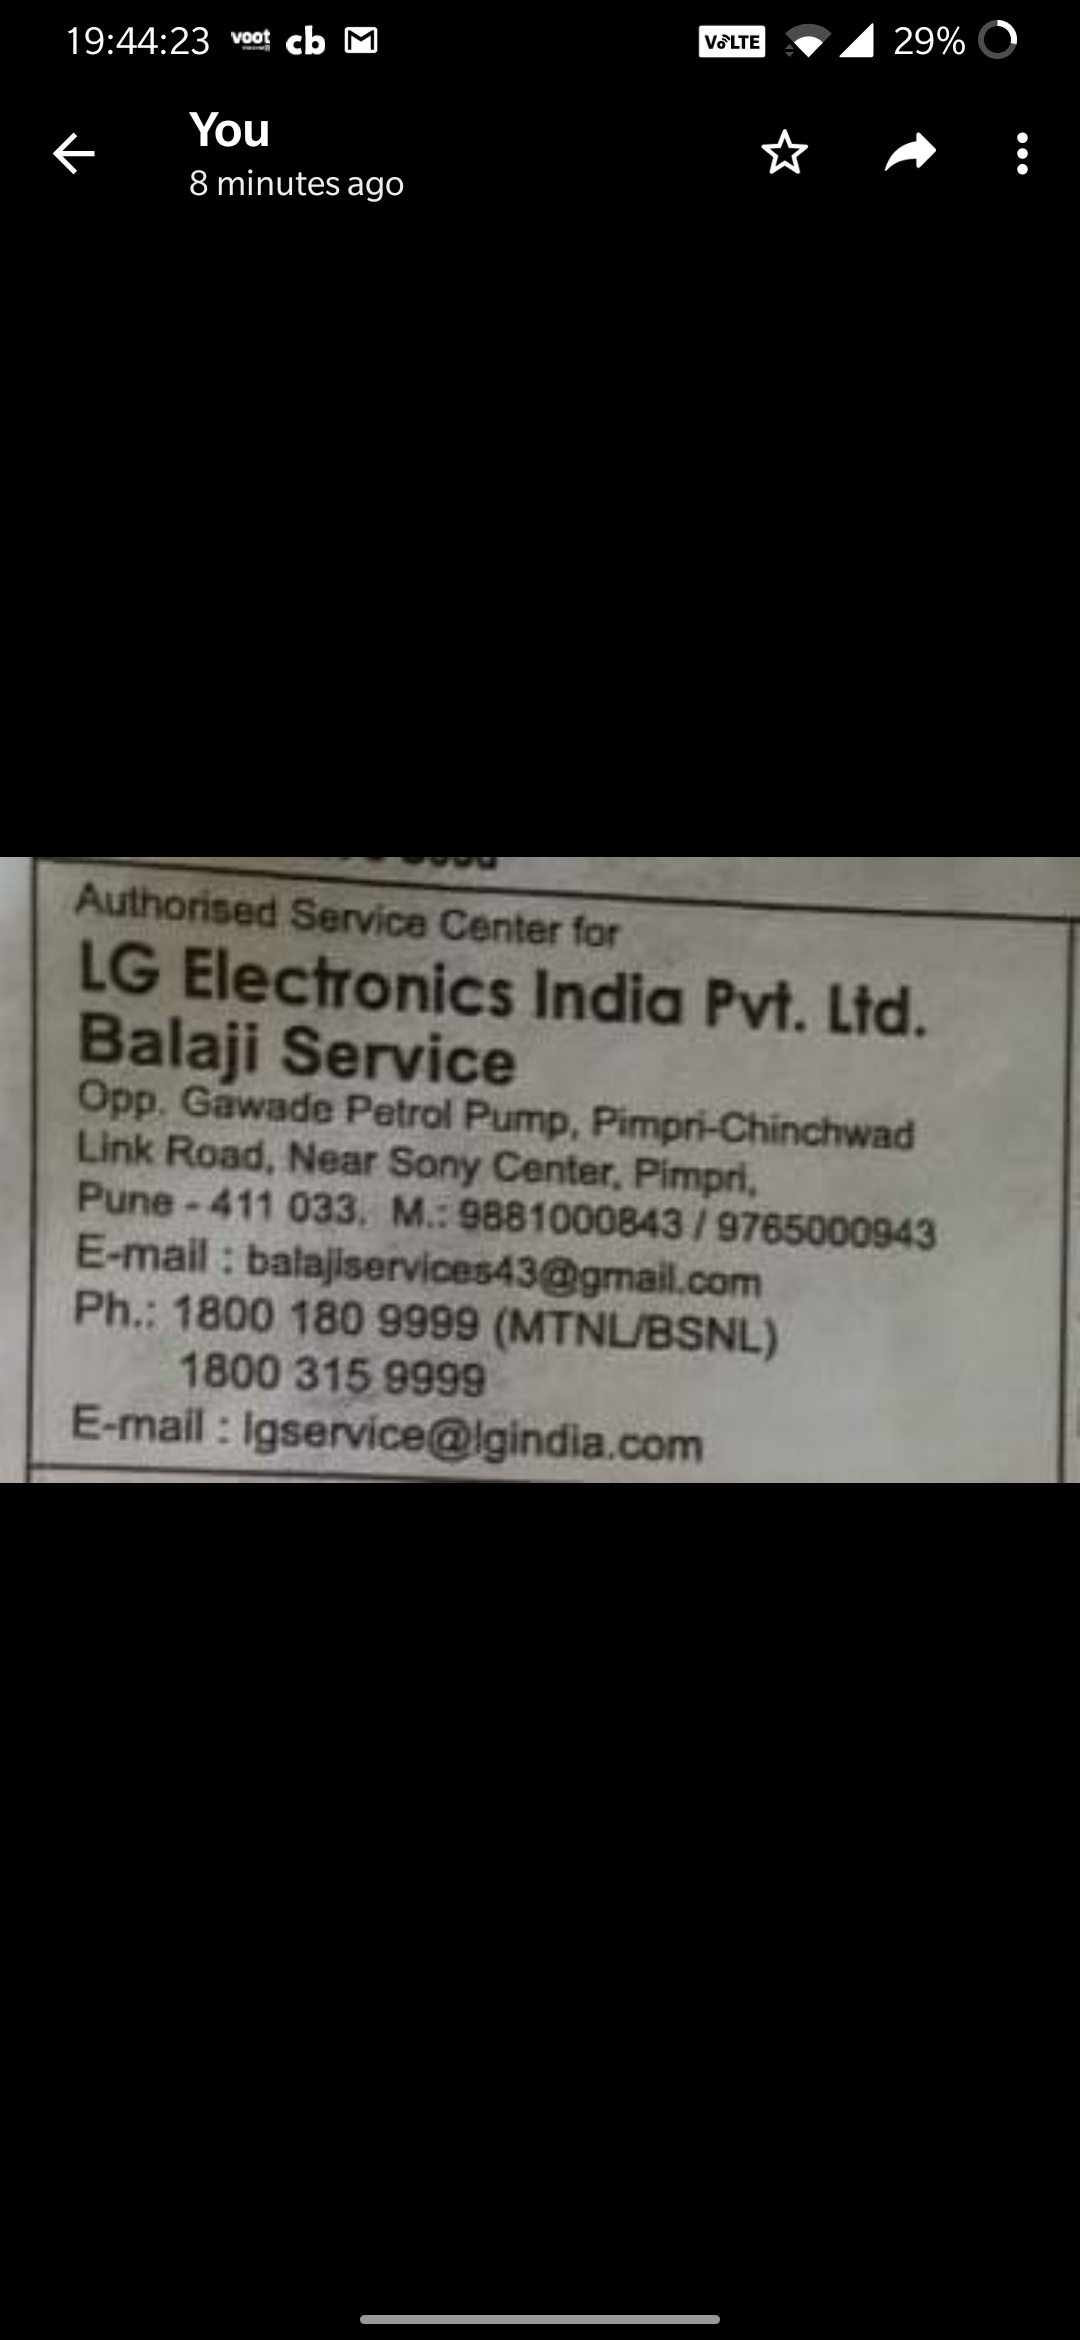 19:44:23 voot cb VoLTE 29%
You
8 minutes ago
Authorised Service Center for
LG Electronics India Pvt. Ltd.
Balaji Service
Opp. Gawade Petrol Pump, Pimpri-Chinchwad
Link Road, Near Sony Center, Pimpri,
Pune - 411 033. M.: 9881000843 / 9765000943
E-mail : balajiservices43@gmail.com
Ph.: 1800 180 9999 (MTNL/BSNL)
1800 315 9999
E-mail : lgservice@lgindia.com